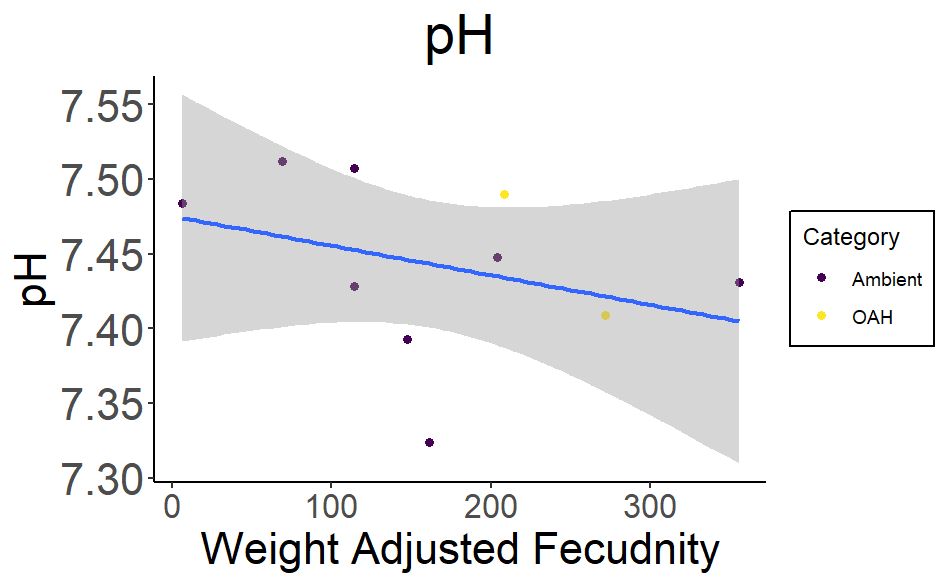 pH
7.55
7.50
7.45
7.40
7.35
7.30
pH
0 100 200 300
Weight Adjusted Fecudnity
Category
Ambient
OAH